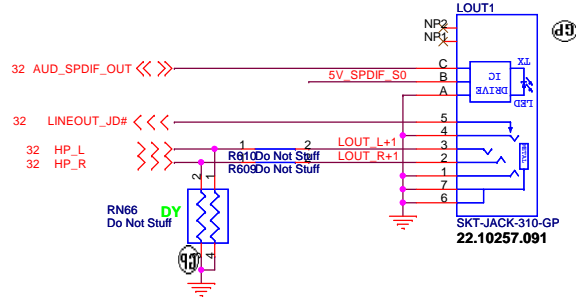 LOUT1
NP2
NP1
GP
32 AUD_SPDIF_OUT
C
5V_SPDIF_S0
B
A
DRIVE
IC
TX
LED
32 LINEOUT_JD#
5
4
32 HP_L
1 2
LOUT_L+1
3
R610 Do Not Stuff
32 HP_R
LOUT_R+1
2
R609 Do Not Stuff
METAL
1
7
6
2 1
RN66 DY
Do Not Stuff
3 4
GP
SKT-JACK-310-GP
22.10257.091